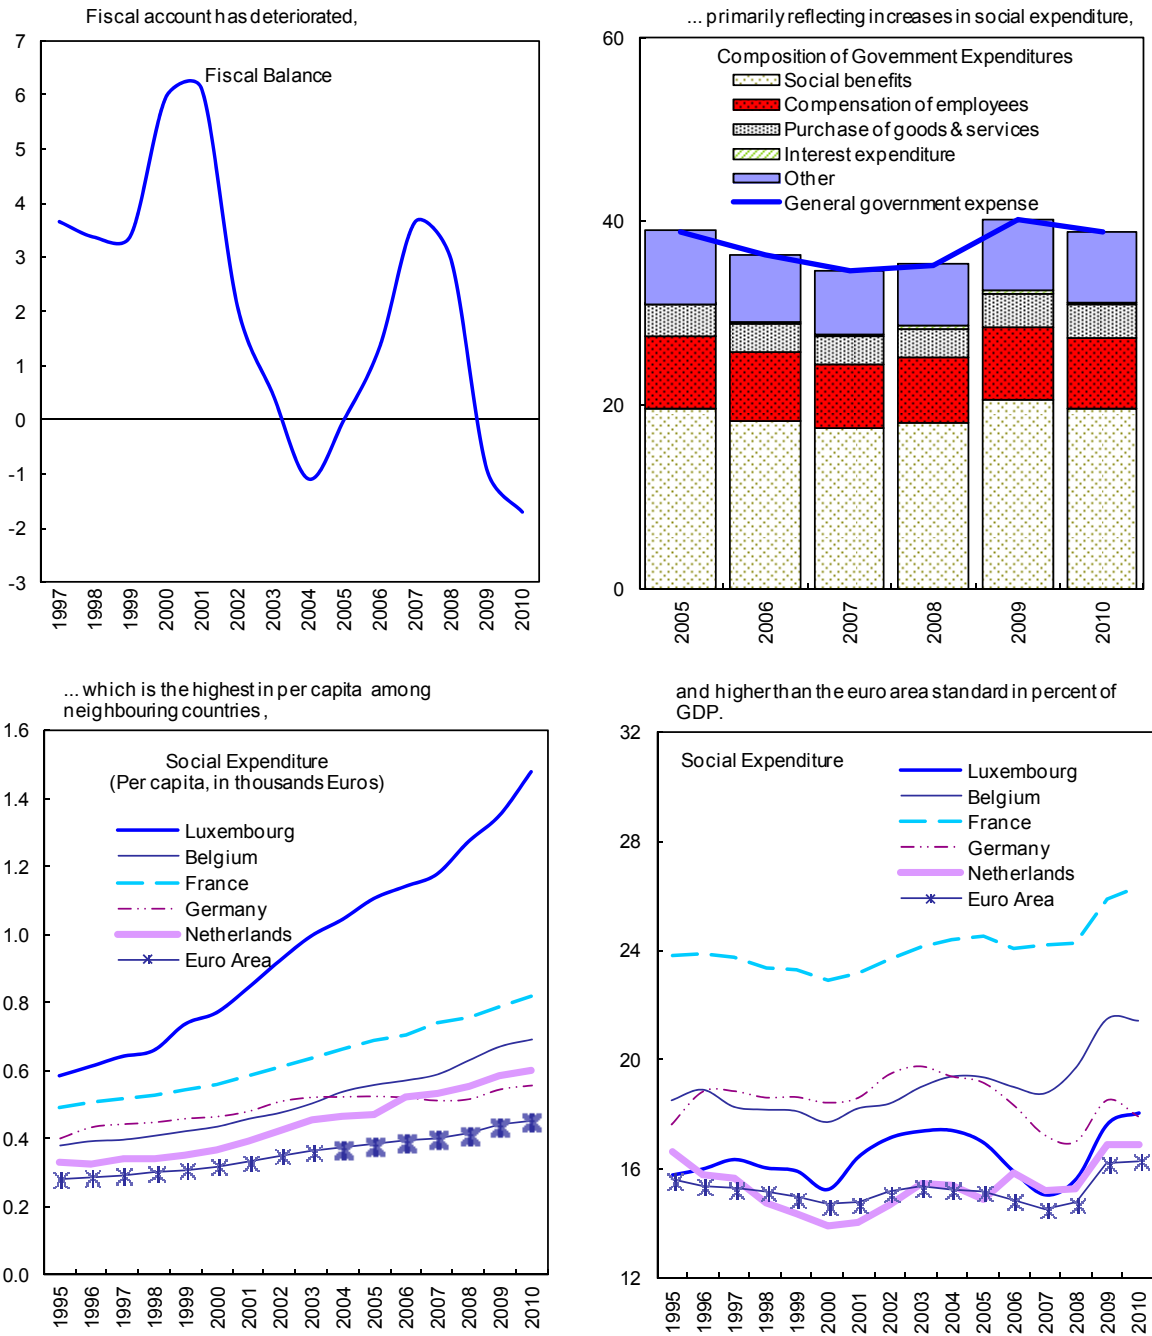 Fiscal account has deteriorated,
7
6
5
4
3
2
1
0
-1
-2
-3
Fiscal Balance
1997
1998
1999
2000
2001
2002
2003
2004
2005
2006
2007
2008
2009
2010
... primarily reflecting increases in social expenditure,
60
40
20
0
Composition of Government Expenditures
Social benefits
Compensation of employees
Purchase of goods & services
Interest expenditure
Other
General government expense
2005
2006
2007
2008
2009
2010
... which is the highest in per capita among
neighbouring countries,
1.6
1.4
1.2
1.0
0.8
0.6
0.4
0.2
0.0
Social Expenditure
(Per capita, in thousands Euros)
Luxembourg
Belgium
France
Germany
Netherlands
Euro Area
1995
1996
1997
1998
1999
2000
2001
2002
2003
2004
2005
2006
2007
2008
2009
2010
and higher than the euro area standard in percent of
GDP.
32
28
24
20
16
12
Social Expenditure
Luxembourg
Belgium
France
Germany
Netherlands
Euro Area
1995
1996
1997
1998
1999
2000
2001
2002
2003
2004
2005
2006
2007
2008
2009
2010